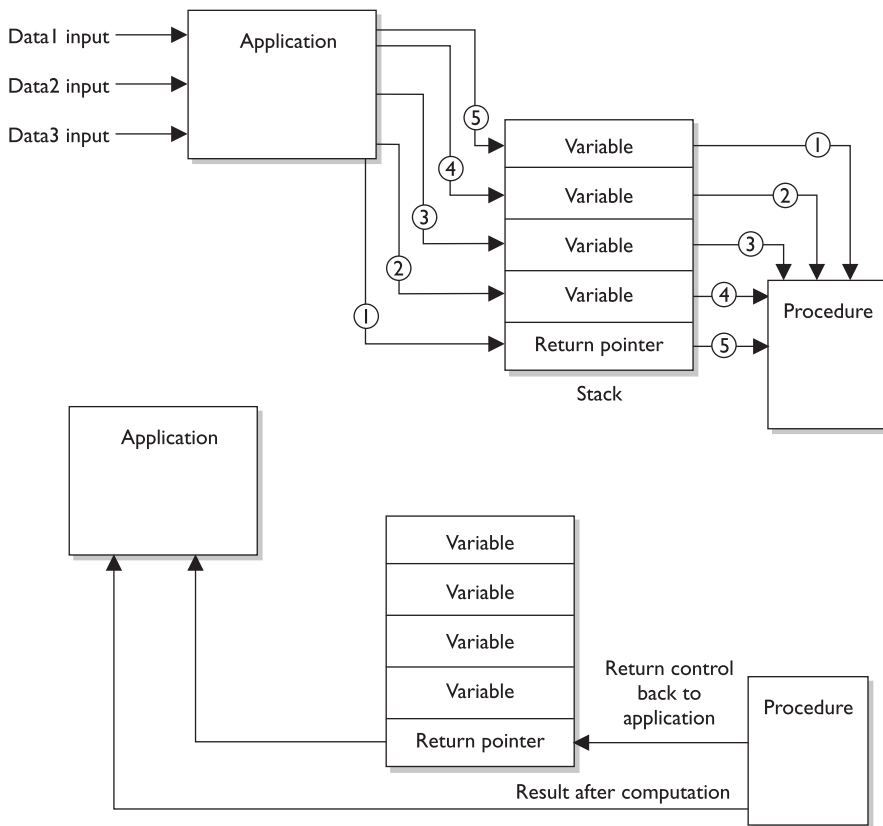 Data1 input
Data2 input
Data3 input
Application
5
4
3
2
1
Variable
Variable
Variable
Variable
Return pointer
Stack
1
2
3
4
5
Procedure
Application
Variable
Variable
Variable
Variable
Return pointer
Return control
back to
application
Procedure
Result after computation